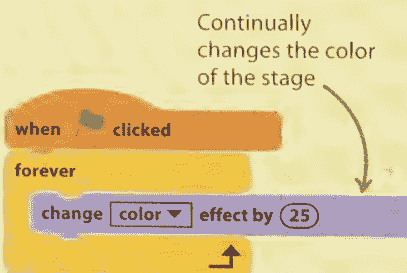 Continually
changes the color
of the stage
when clicked
forever
change color effect by 25